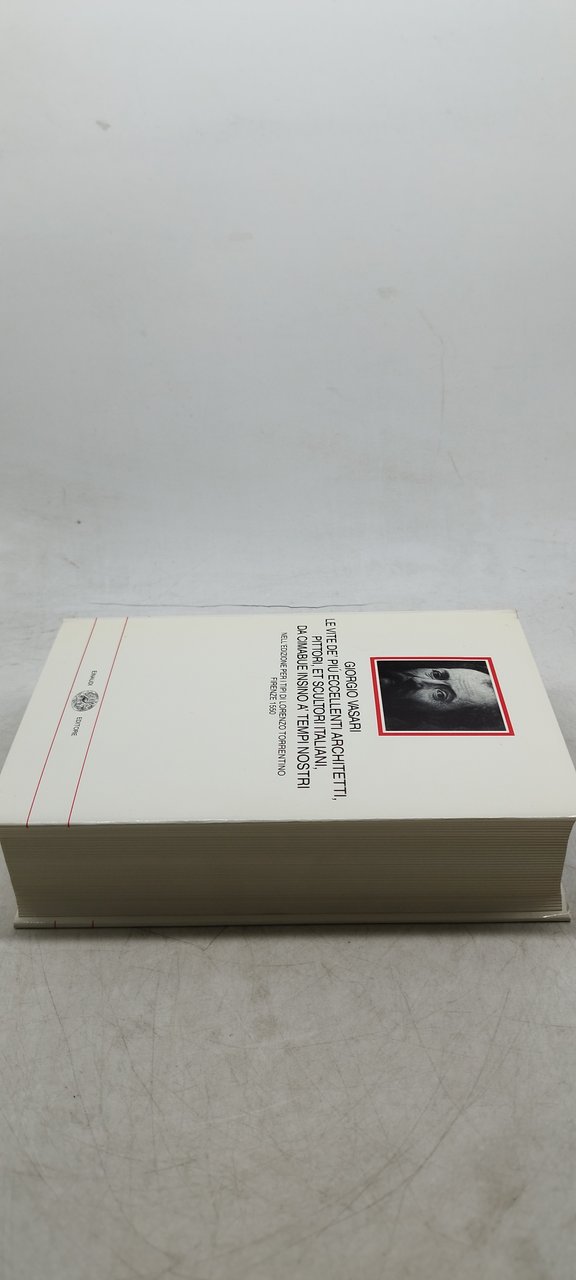 GIORGIO VASARI
LE VITE DE' PIÙ ECCELLENTI ARCHITETTI,
PITTORI, ET SCULTORI ITALIANI,
DA CIMABUE INSINO A' TEMPI NOSTRI
NELL'EDIZIONE PER I TIPI DI LORENZO TORRENTINO
FIRENZE 1550
EINAUDI EDITORE